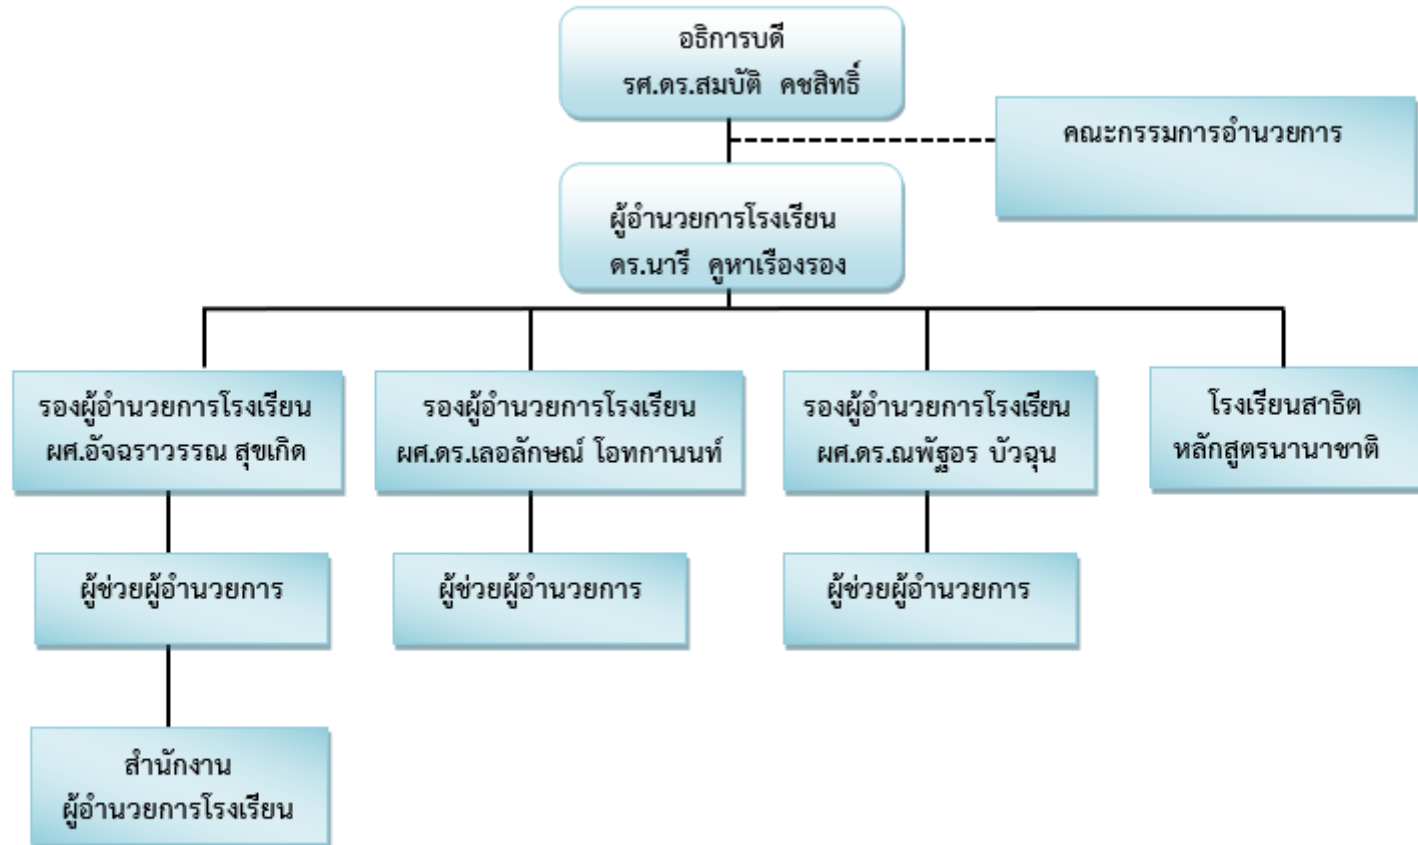 อธิการบดี
รศ.ดร.สมบัติ คชสิทธิ์
คณะกรรมการอำนวยการ
ผู้อำนวยการโรงเรียน
ดร.นารี คูหาเรืองรอง
รองผู้อำนวยการโรงเรียน
ผศ.อัจฉราวรรณ สุขเกิด
รองผู้อำนวยการโรงเรียน
ผศ.ดร.เลอลักษณ์ โอทกานนท์
รองผู้อำนวยการโรงเรียน
ผศ.ดร.ณพัฐอร บัวฉุน
โรงเรียนสาธิต
หลักสูตรนานาชาติ
ผู้ช่วยผู้อำนวยการ
ผู้ช่วยผู้อำนวยการ
ผู้ช่วยผู้อำนวยการ
สำนักงาน
ผู้อำนวยการโรงเรียน